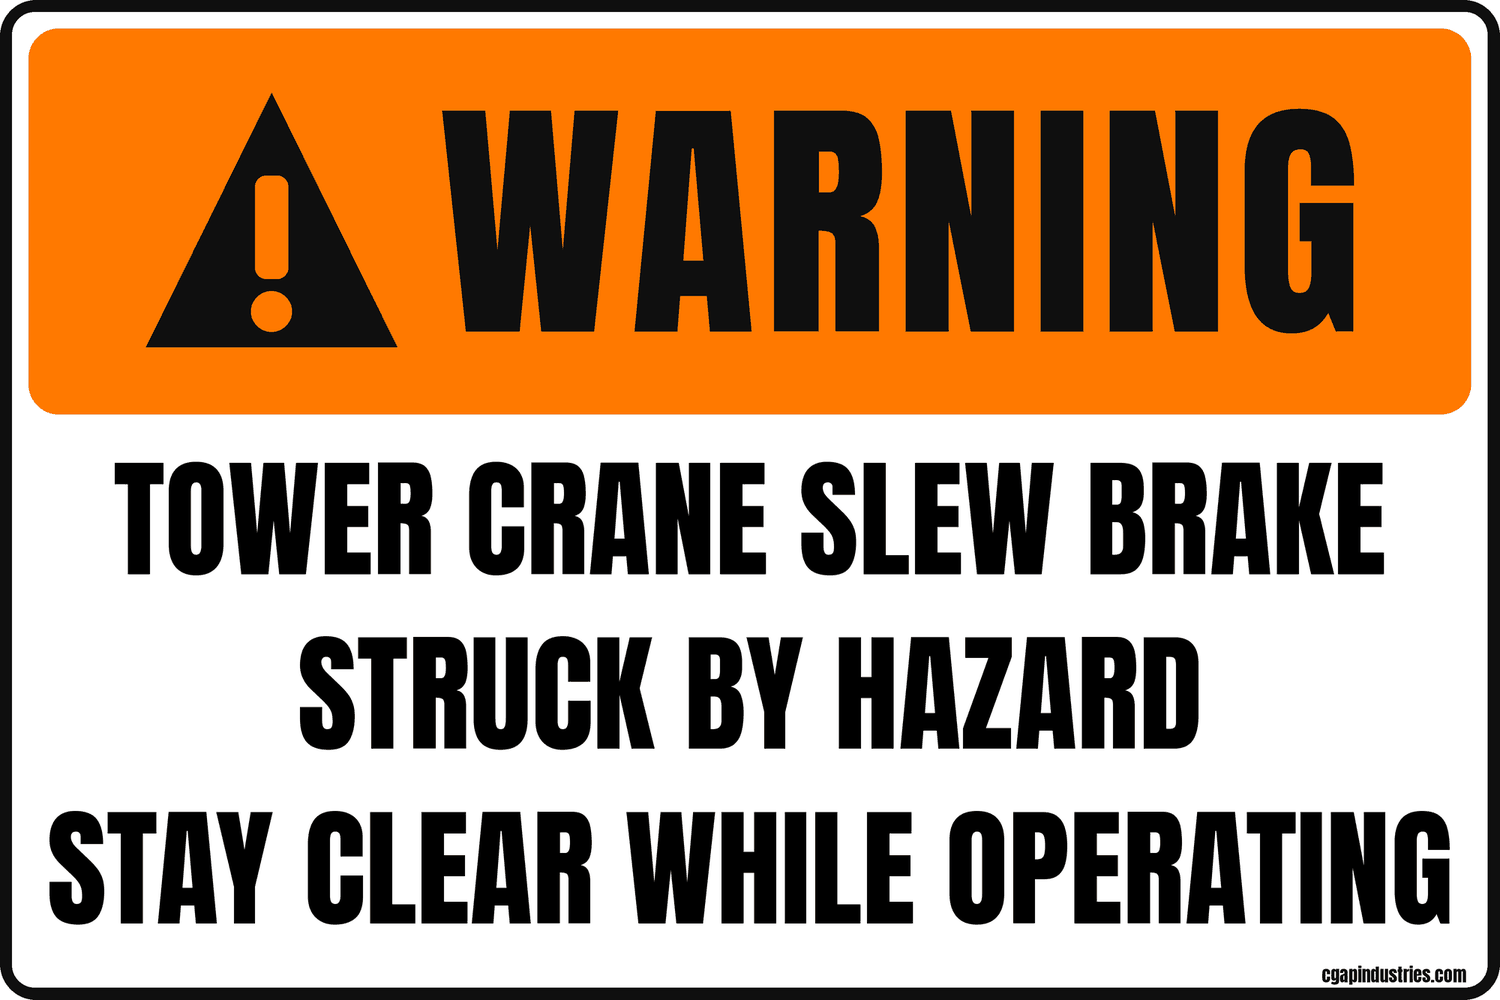 WARNING
TOWER CRANE SLEW BRAKE
STRUCK BY HAZARD
STAY CLEAR WHILE OPERATING
cgapindustries.com